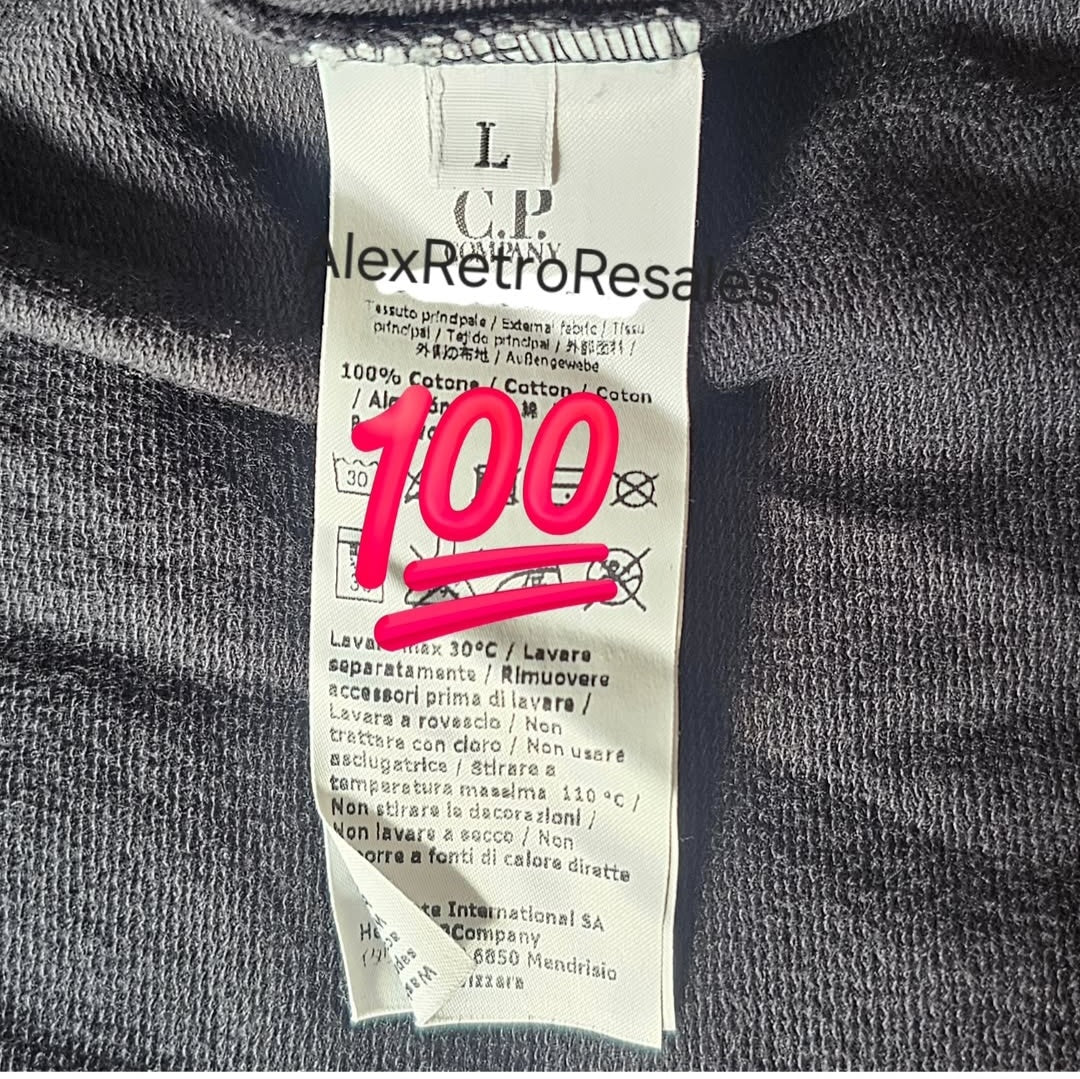 L
C.P.
COMPANY
AlexRetroResales
Tessuto principale / External fabric / Tissu
principal / Tejido principal / 外部面料 /
外側の布地 / Außengewebe
100% Cotone / Cotton / Coton
/ 綿
30
100
Lavare max 30°C / Lavare
separatamente / Rimuovere
accessori prima di lavare /
Lavare a rovescio / Non
trattare con cloro / Non usare
asciugatrice / Stirare a
temperatura massima 110 °C /
Non stirare le decorazioni /
Non lavare a secco / Non
a fonti di calore dirette
International SA
Company
6850 Mendrisio